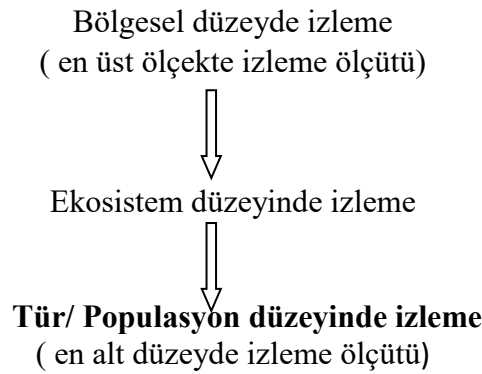 Bölgesel düzeyde izleme
( en üst ölçekte izleme ölçütü)
Ekosistem düzeyinde izleme
Tür/ Populasyon düzeyinde izleme
( en alt düzeyde izleme ölçütü)